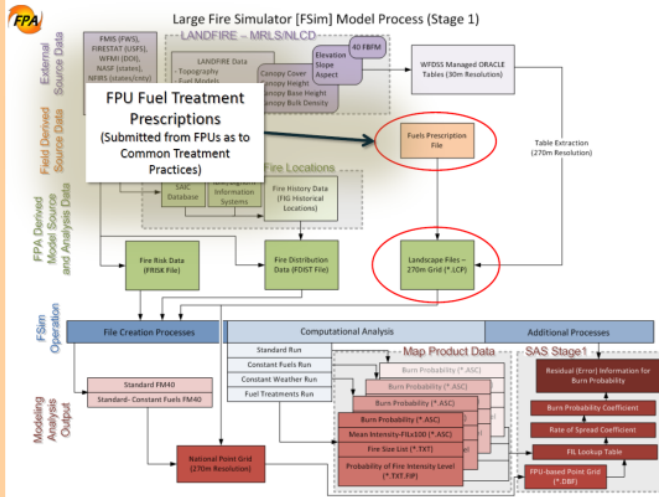 FPA
Large Fire Simulator [FSim] Model Process (Stage 1)
External
Source Data
FMIS (FWS),
FIRESTAT (USFS),
WFMI (DOI),
NASF (states)
NFIRS (states/cnty)
LANDFIRE – MRLS/NLCD
LANDFIRE Data
- Topography
- Fuel Models
Canopy Cover
Canopy Height
Canopy Base Height
Canopy Bulk Density
Elevation
Slope
Aspect
40 FBFM
WFDSS Managed ORACLE
Tables (30m Resolution)
Field Derived
Source Data
FPU Fuel Treatment
Prescriptions
(Submitted from FPUs as to
Common Treatment
Practices)
Fuels Prescription
File
Table Extraction
(270m Resolution)
FPA Derived
Model Source
and Analysis Data
Fire Locations
SAIC
Database
Information
Systems
Fire History Data
(FIG Historical
Locations)
Fire Risk Data
(FRISK File)
Fire Distribution
Data (FDIST File)
Landscape Files –
270m Grid (*.LCP)
FSim
Operation
File Creation Processes
Computational Analysis
Additional Processes
Modeling
Analysis
Output
Standard FM40
Standard- Constant Fuels FM40
National Point Grid
(270m Resolution)
Standard Run
Constant Fuels Run
Constant Weather Run
Fuel Treatments Run
Map Product Data
Burn Probability (*.ASC)
Burn Probability (*.ASC)
Burn Probability (*.ASC)
Burn Probability (*.ASC)
Mean Intensity-FILx100 (*.ASC)
Fire Size List (*.TXT)
Probability of Fire Intensity Level
(*.TXT.FIP)
SAS Stage1
Residual (Error) Information for
Burn Probability
Burn Probability Coefficient
Rate of Spread Coefficient
FIL Lookup Table
FPU-based Point Grid
(*.DBF)